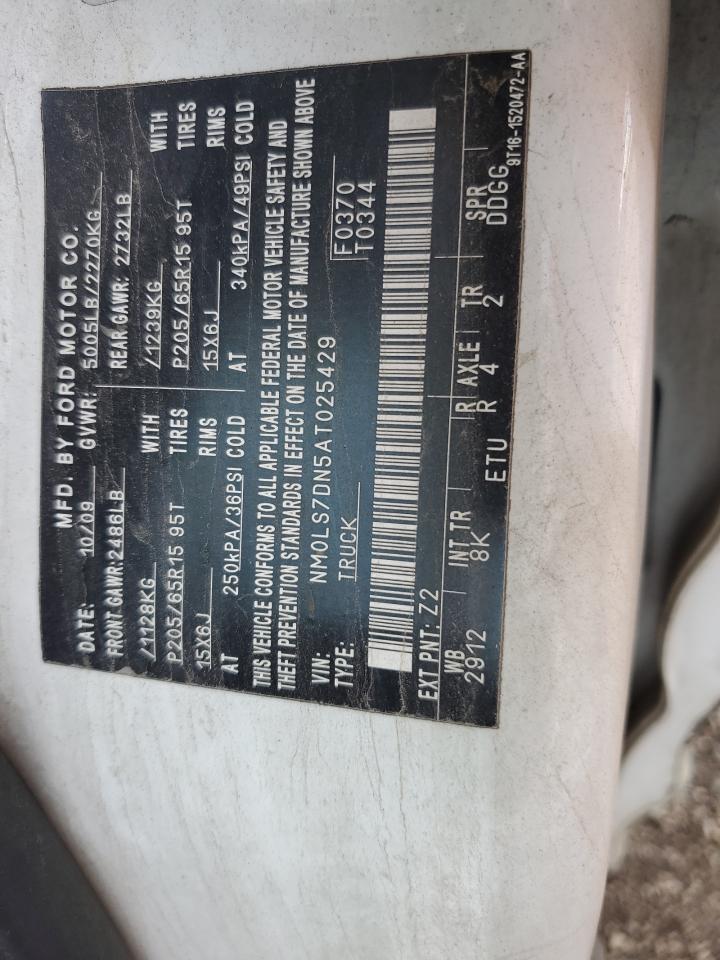 MFD. BY FORD MOTOR CO.
DATE: 10/09 GVWR: 5005LB/2270KG
FRONT GAWR:2486LB REAR GAWR: 2732LB
/1128KG WITH /1239KG WITH
P205/65R15 95T TIRES P205/65R15 95T TIRES
15X6J RIMS 15X6J RIMS
AT 250kPA/36PSI COLD AT 340kPA/49PSI COLD
THIS VEHICLE CONFORMS TO ALL APPLICABLE FEDERAL MOTOR VEHICLE SAFETY AND
THEFT PREVENTION STANDARDS IN EFFECT ON THE DATE OF MANUFACTURE SHOWN ABOVE
VIN: NM0LS7DN5AT025429
TYPE: TRUCK F0370
T0344
EXT PNT: Z2
WB INT TR R AXLE TR SPR
2912 8K R 4 2 DDGG
ETU 9T16-1520472-AA